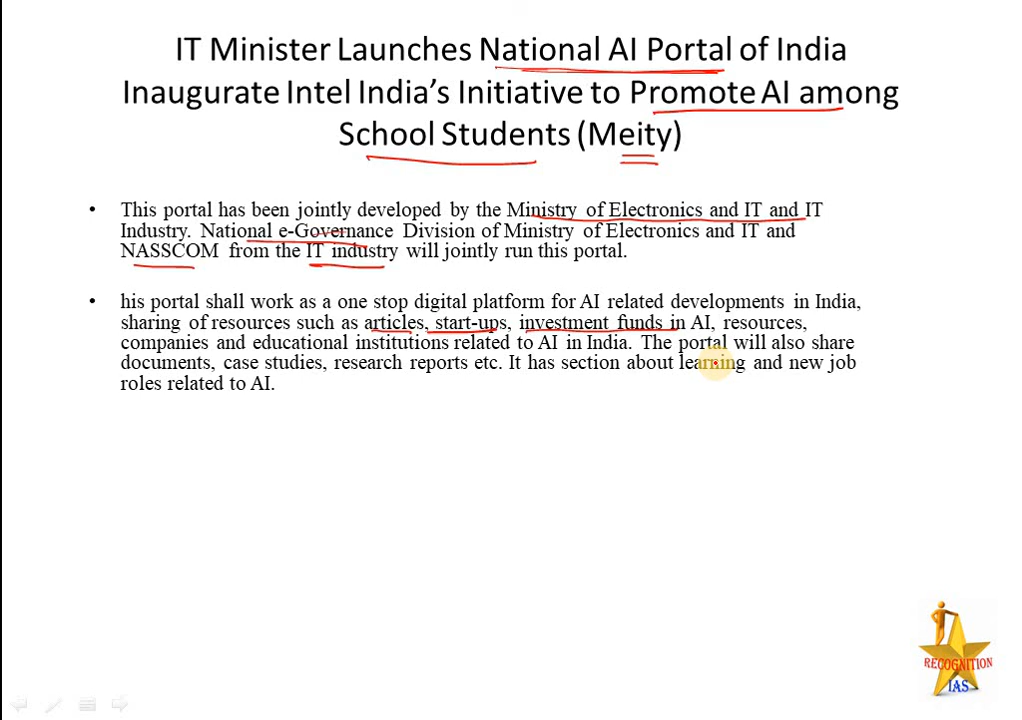 IT Minister Launches National AI Portal of India
Inaugurate Intel India's Initiative to Promote AI among
School Students (Meity)
• This portal has been jointly developed by the Ministry of Electronics and IT and IT
Industry. National e-Governance Division of Ministry of Electronics and IT and
NASSCOM from the IT industry will jointly run this portal.
• his portal shall work as a one stop digital platform for AI related developments in India,
sharing of resources such as articles, start-ups, investment funds in AI, resources,
companies and educational institutions related to AI in India. The portal will also share
documents, case studies, research reports etc. It has section about learning and new job
roles related to AI.
RECOGNITION
IAS